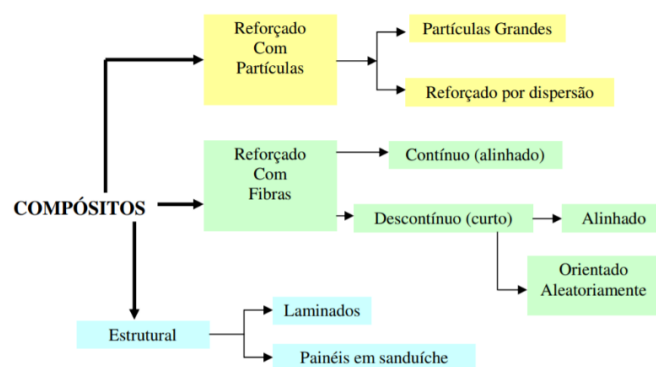 COMPÓSITOS
Reforçado
Com
Partículas
Partículas Grandes
Reforçado por dispersão
Reforçado
Com
Fibras
Contínuo (alinhado)
Descontínuo (curto)
Alinhado
Orientado
Aleatoriamente
Estrutural
Laminados
Painéis em sanduíche